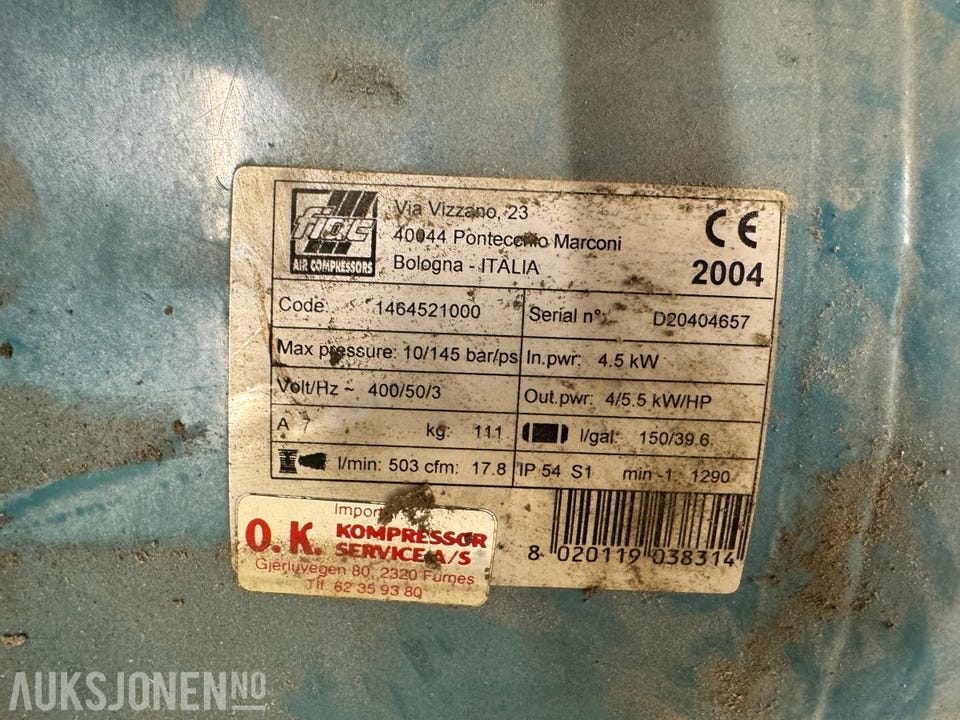 fiac
AIR COMPRESSORS
Via Vizzano, 23
40044 Pontecchio Marconi
Bologna - ITALIA
CE
2004
Code: 1464521000
Serial n°: D20404657
Max pressure: 10/145 bar/psi
In.pwr: 4.5 kW
Volt/Hz ~ 400/50/3
Out.pwr: 4/5.5 kW/HP
A 7 kg: 111
l/gal: 150/39.6
l/min: 503 cfm: 17.8
IP 54 S1 min -1: 1290
8 020119 038314
O.K. KOMPRESSOR
SERVICE A/S
Gjerluvegen 80, 2320 Furnes
Tlf. 62 35 93 80
AUKSJONEN.NO